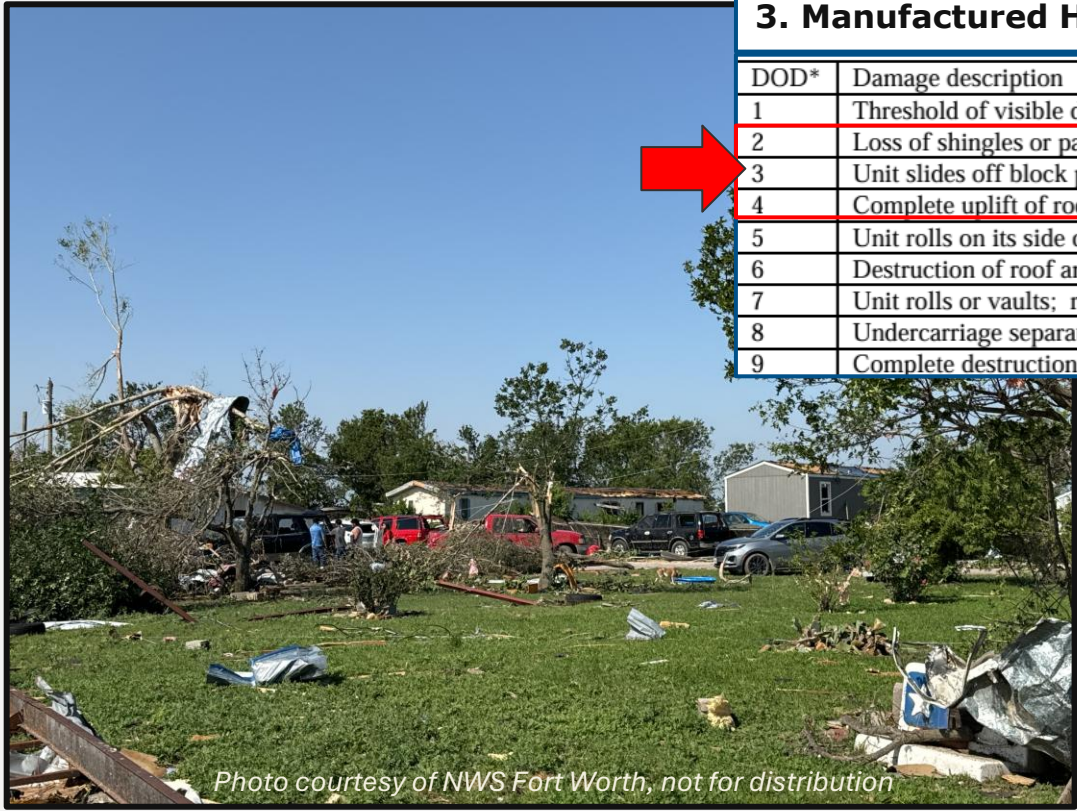 3. Manufactured H
DOD* Damage description
1 Threshold of visible
2 Loss of shingles or pa
3 Unit slides off block
4 Complete uplift of roo
5 Unit rolls on its side
6 Destruction of roof an
7 Unit rolls or vaults;
8 Undercarriage separa
9 Complete destruction
Photo courtesy of NWS Fort Worth, not for distribution